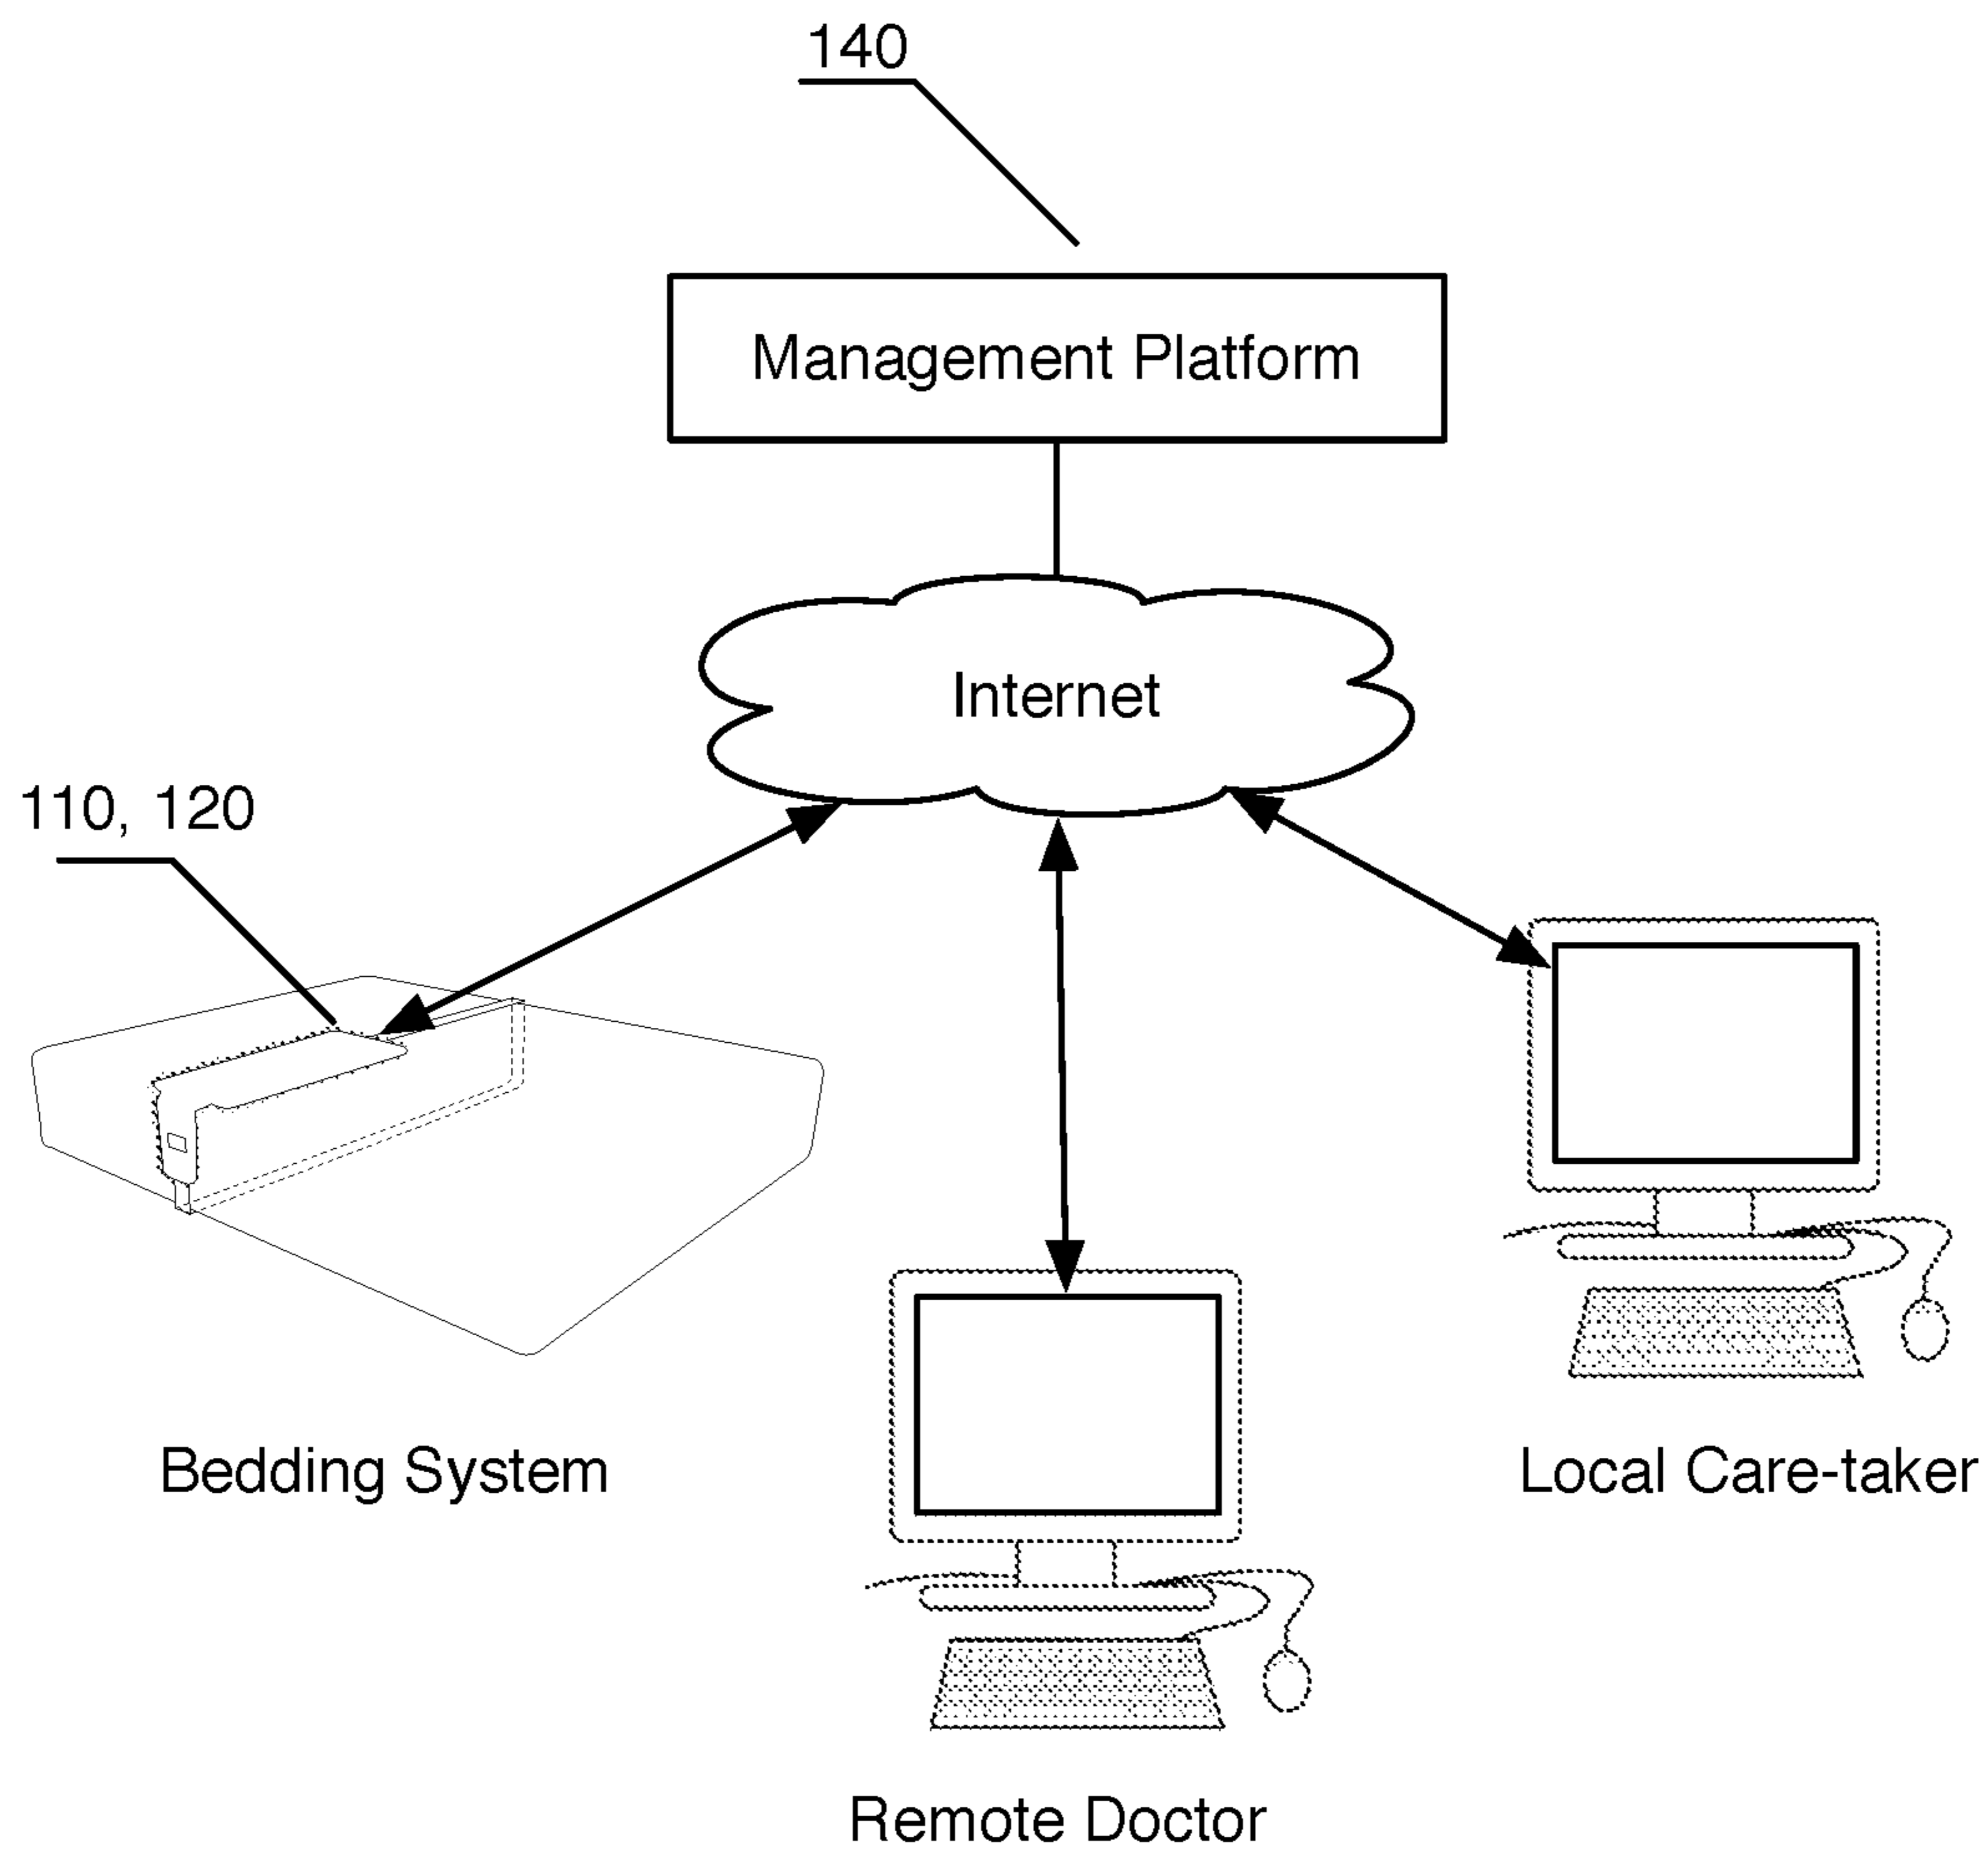 140
Management Platform
Internet
110, 120
Bedding System
Local Care-taker
Remote Doctor